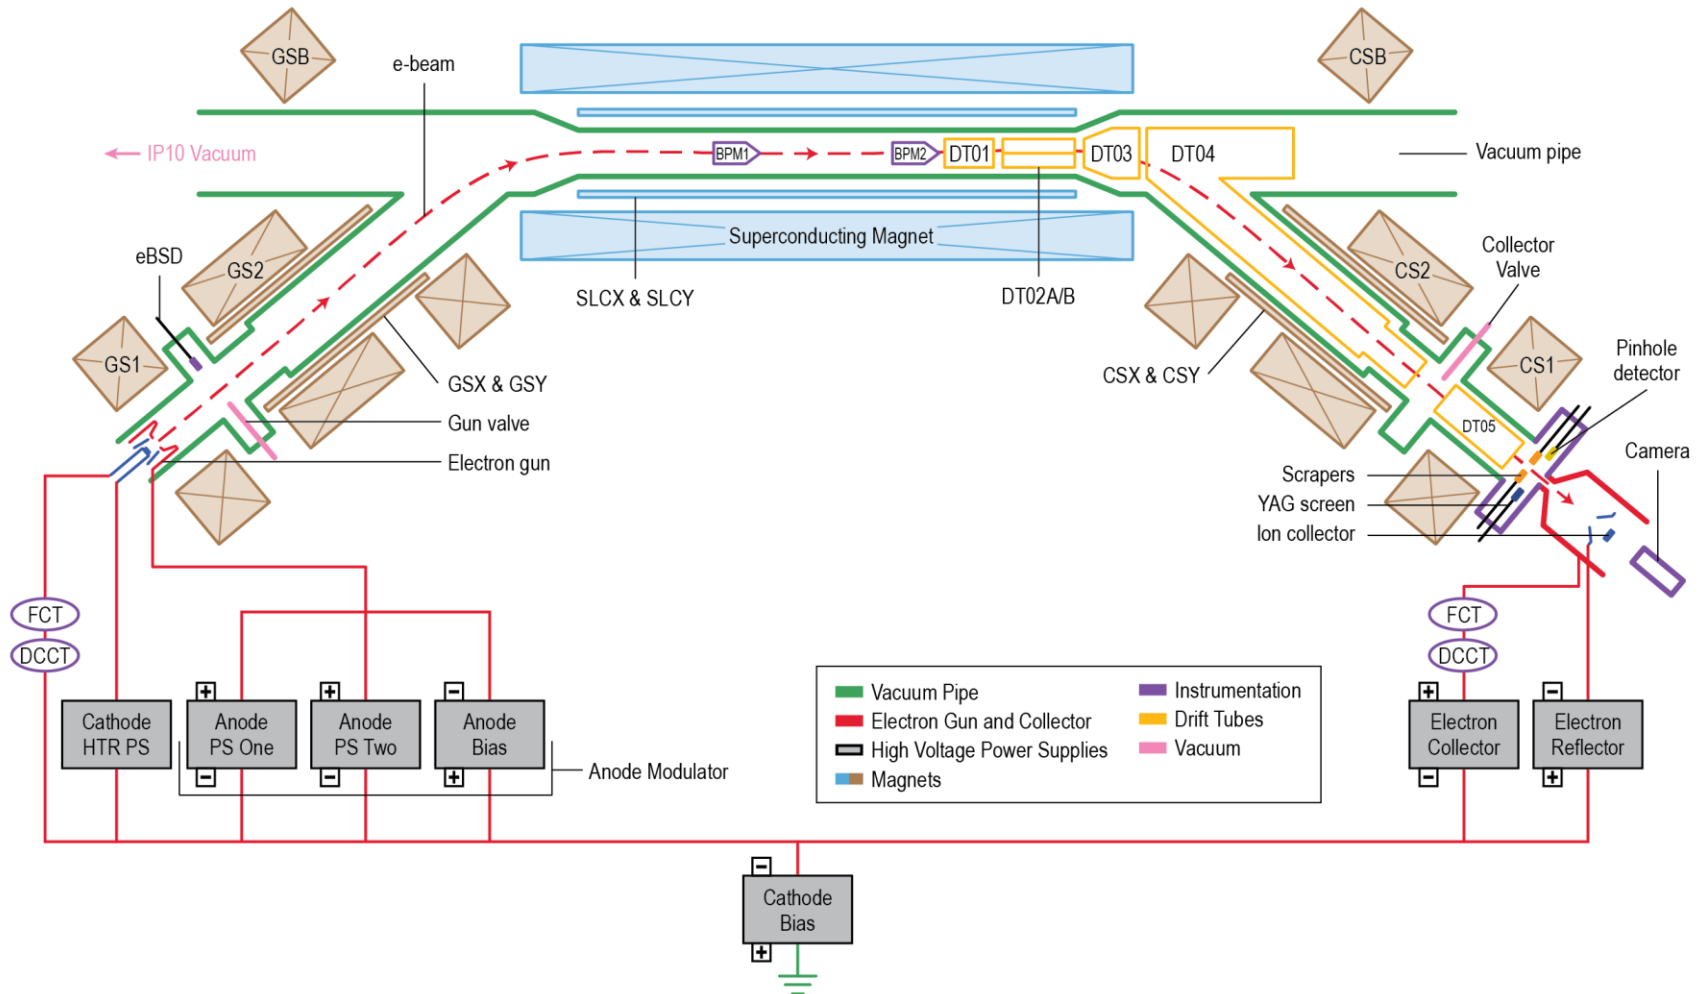 GSB
e-beam
CSB
IP10 Vacuum
BPM1
BPM2
DT01
DT03
DT04
Vacuum pipe
eBSD
GS2
Superconducting Magnet
CS2
Collector
Valve
SLCX & SLCY
DT02A/B
GS1
CS1
Pinhole
detector
GSX & GSY
CSX & CSY
Gun valve
DT05
Electron gun
Camera
Scrapers
YAG screen
Ion collector
FCT
DCCT
FCT
DCCT
+
+
-
+
-
Cathode
HTR PS
Anode
PS One
Anode
PS Two
Anode
Bias
Electron
Collector
Electron
Reflector
-
-
+
-
+
Anode Modulator
Vacuum Pipe
Electron Gun and Collector
High Voltage Power Supplies
Magnets
Instrumentation
Drift Tubes
Vacuum
-
Cathode
Bias
+